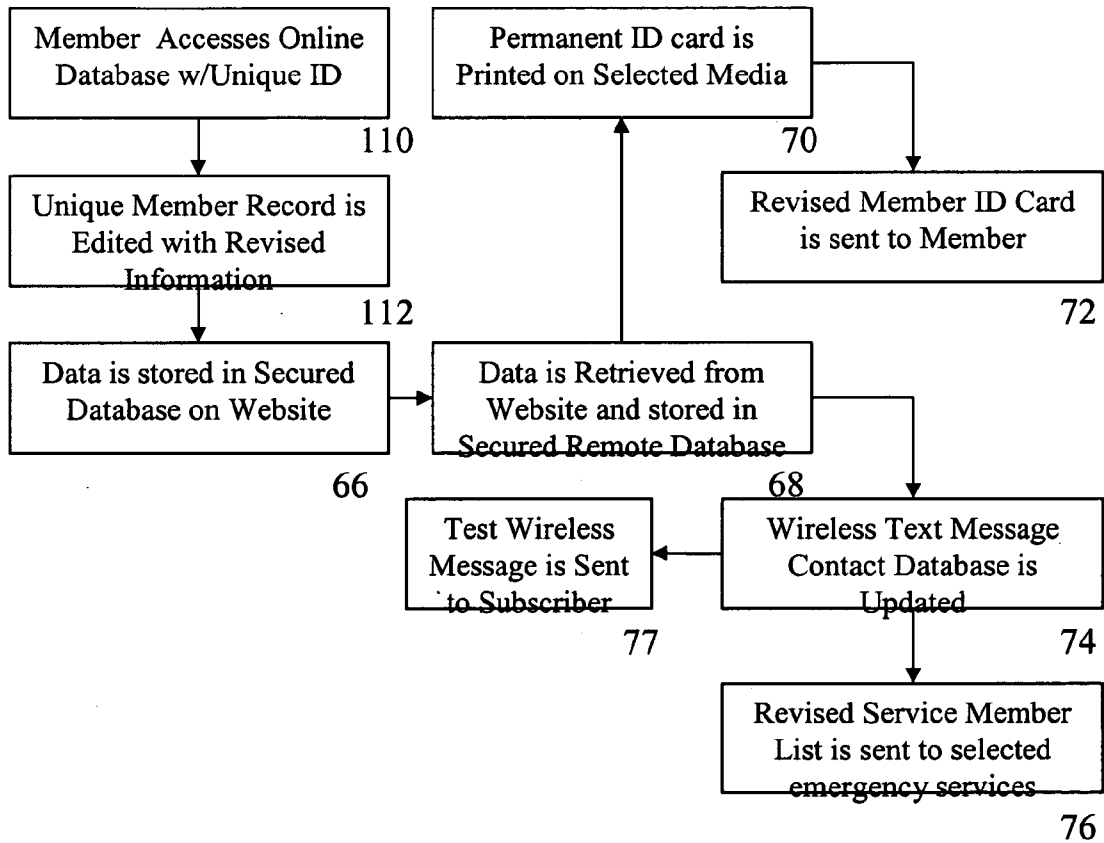 Member Accesses Online
Database w/Unique ID
110
Permanent ID card is
Printed on Selected Media
70
Unique Member Record is
Edited with Revised
Information
112
Revised Member ID Card
is sent to Member
72
Data is stored in Secured
Database on Website
66
Data is Retrieved from
Website and stored in
Secured Remote Database
68
Test Wireless
Message is Sent
to Subscriber
77
Wireless Text Message
Contact Database is
Updated
74
Revised Service Member
List is sent to selected
emergency services
76